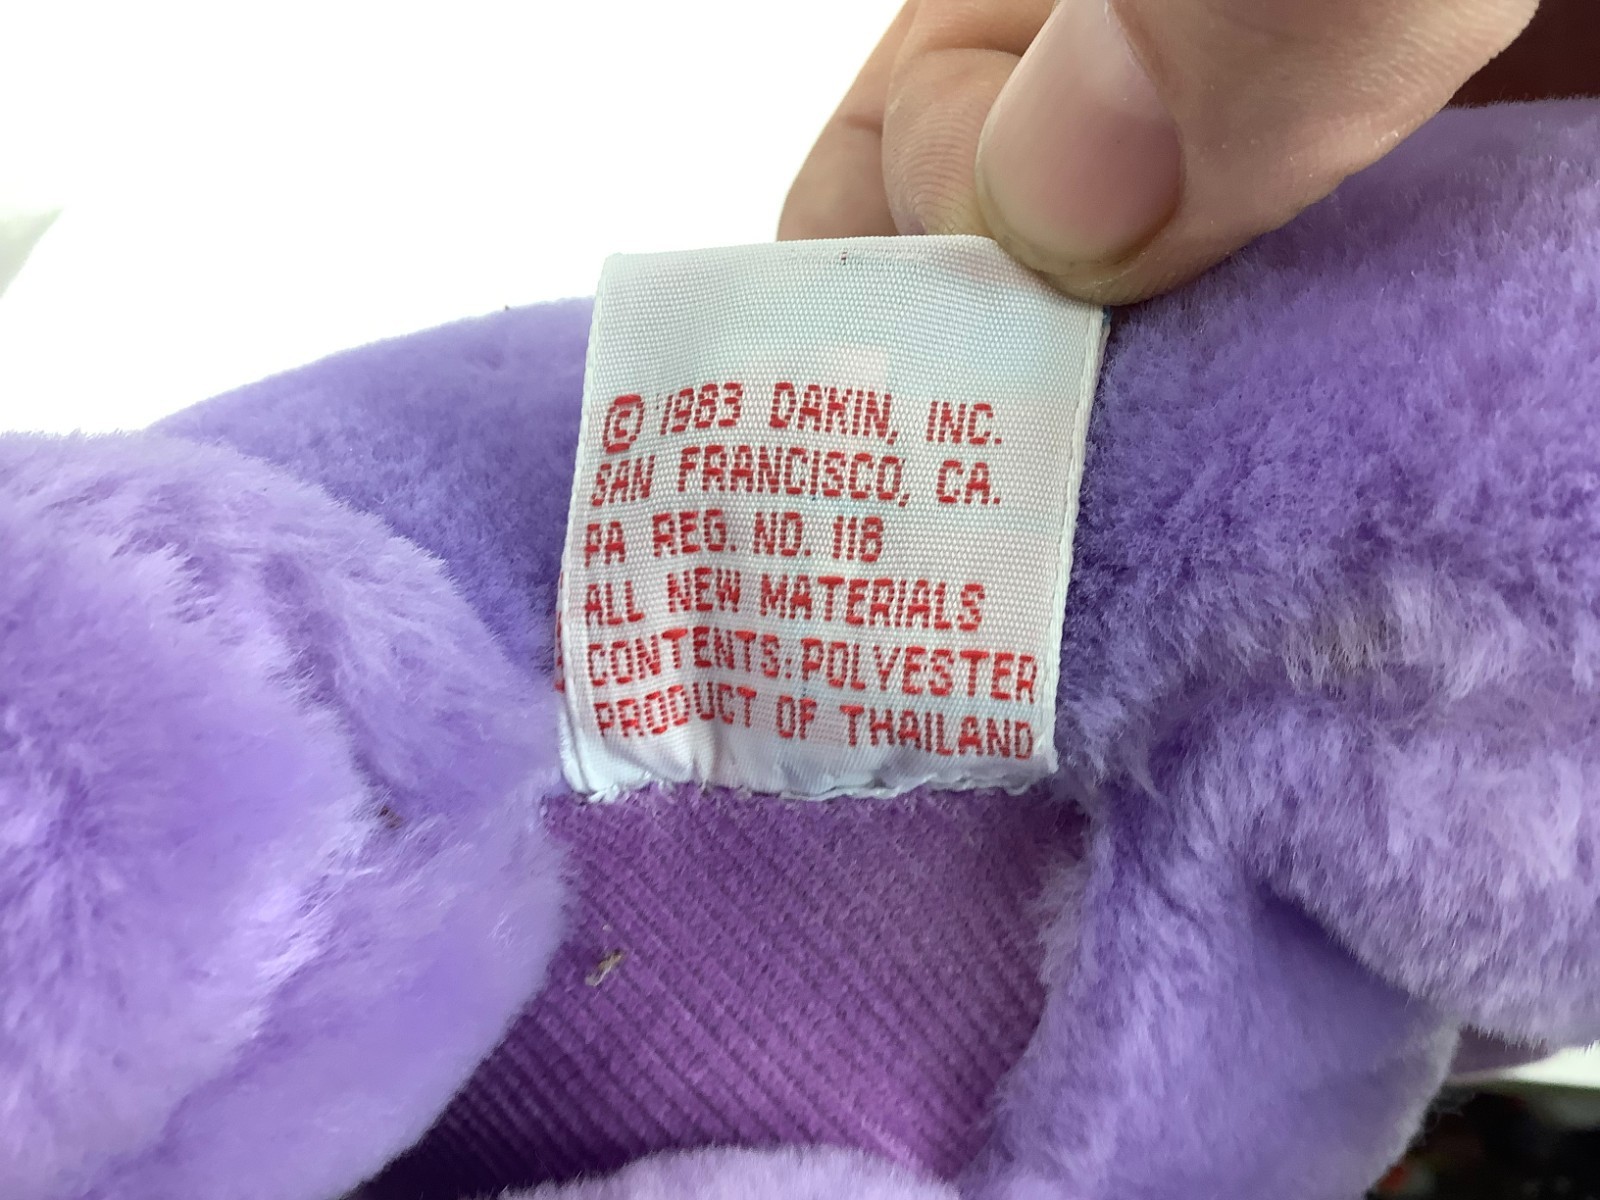 © 1983 DAKIN, INC.
SAN FRANCISCO, CA.
PA REG. NO. 118
ALL NEW MATERIALS
CONTENTS: POLYESTER
PRODUCT OF THAILAND